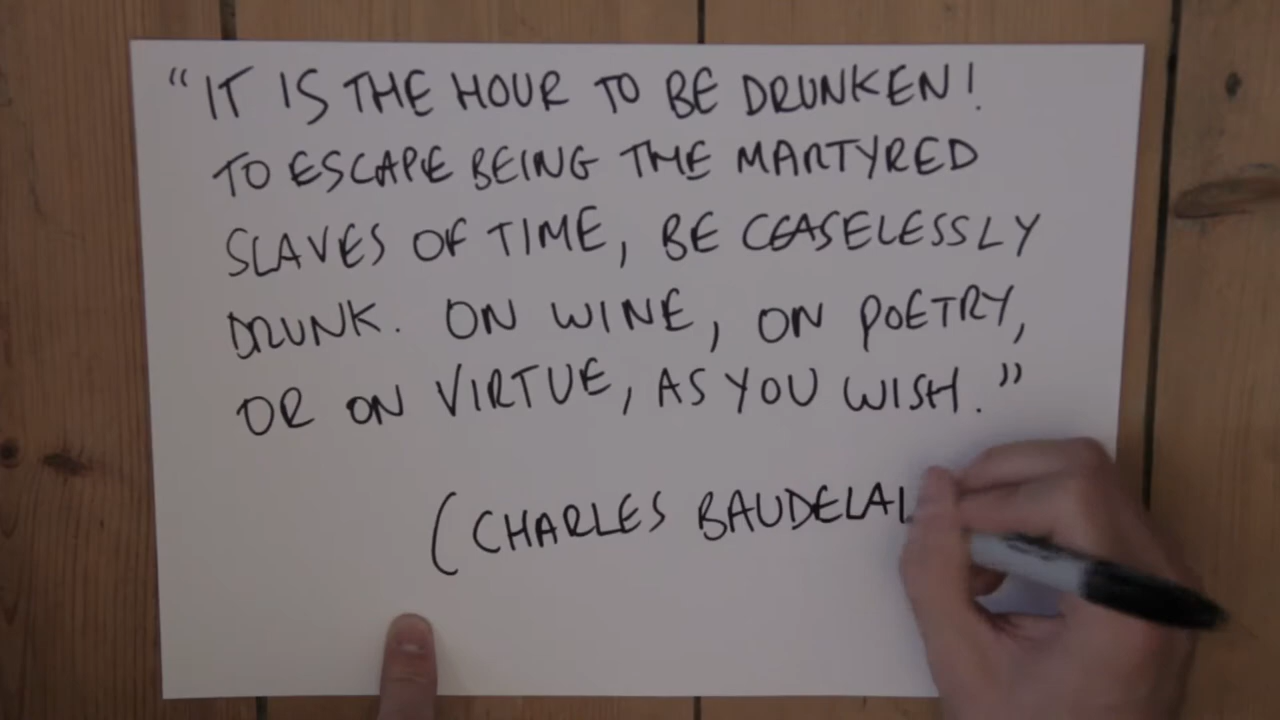 “IT IS THE HOUR TO BE DRUNKEN!
TO ESCAPE BEING THE MARTYRED
SLAVES OF TIME, BE CEASELESSLY
DRUNK. ON WINE, ON POETRY,
OR ON VIRTUE, AS YOU WISH.”
(CHARLES BAUDELAI